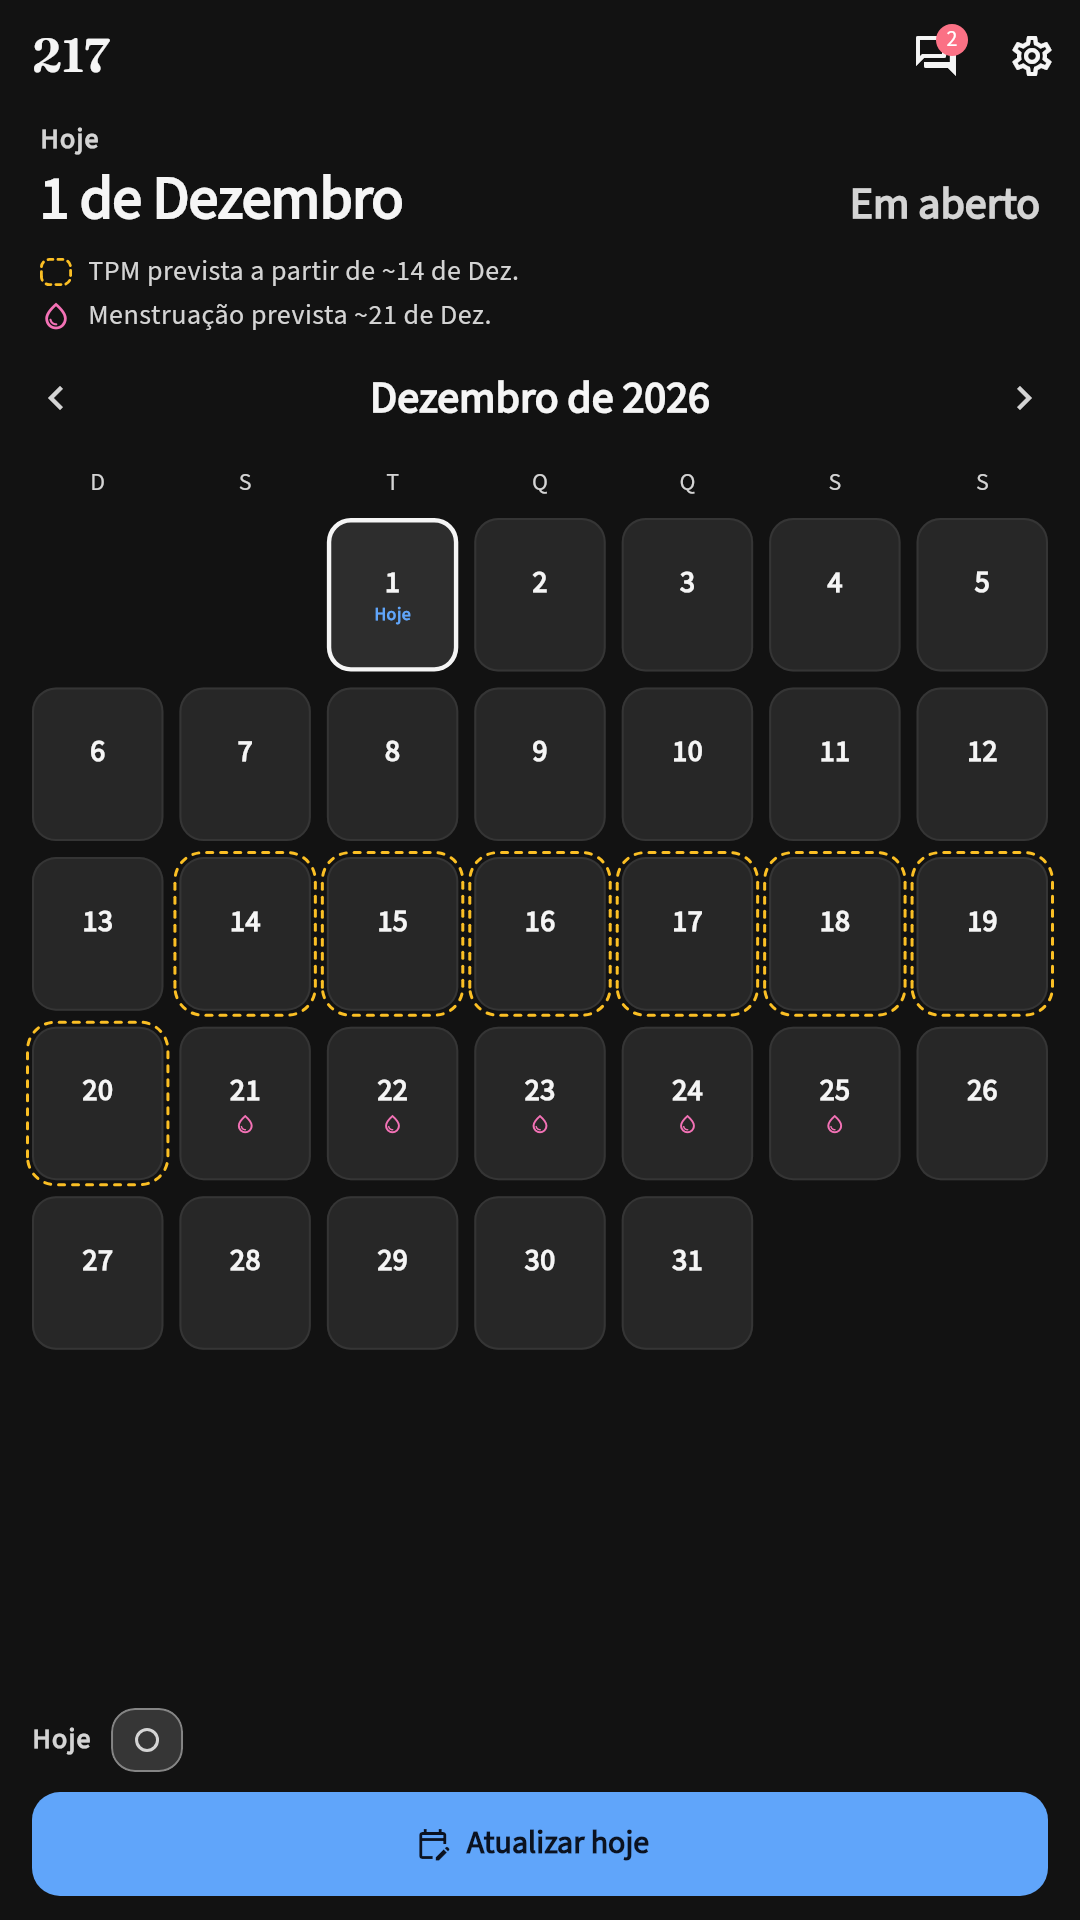 217
2
Hoje
1 de Dezembro
Em aberto
TPM prevista a partir de ~14 de Dez.
Menstruação prevista ~21 de Dez.
Dezembro de 2026
D S T Q Q S S
1 2 3 4 5
Hoje
6 7 8 9 10 11 12
13 14 15 16 17 18 19
20 21 22 23 24 25 26
27 28 29 30 31
Hoje
Atualizar hoje